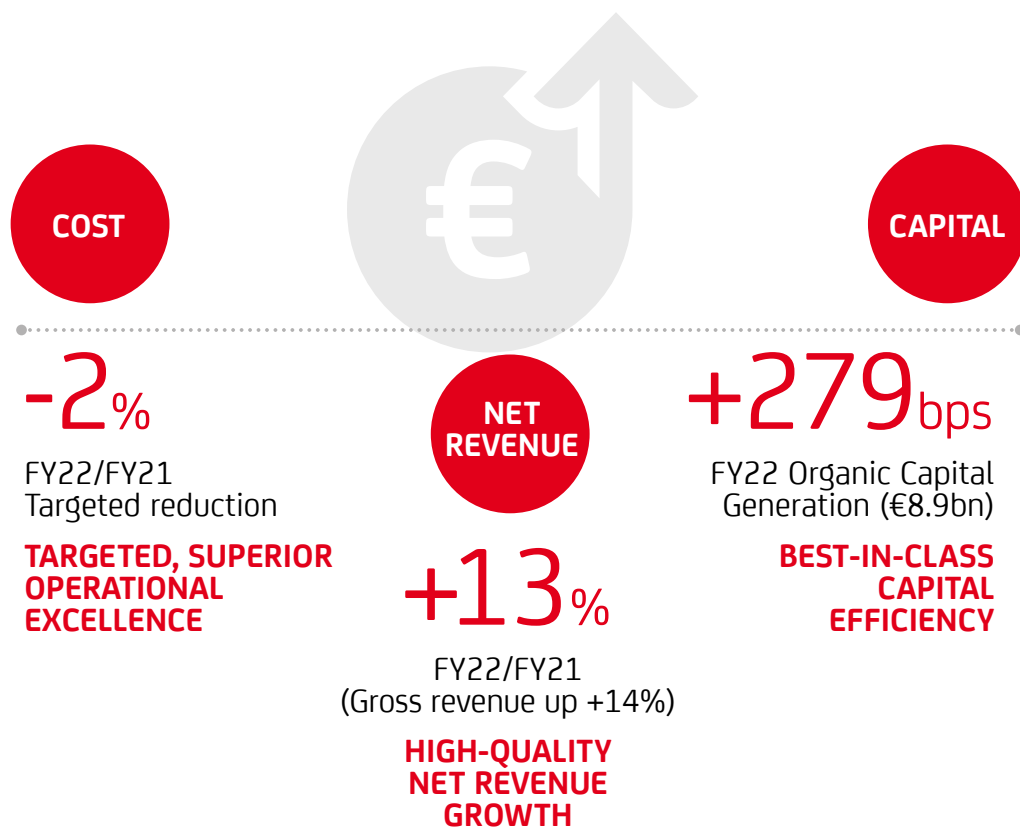 €
COST
-2%
FY22/FY21
Targeted reduction
TARGETED, SUPERIOR
OPERATIONAL
EXCELLENCE
NET
REVENUE
+13%
FY22/FY21
(Gross revenue up +14%)
HIGH-QUALITY
NET REVENUE
GROWTH
CAPITAL
+279bps
FY22 Organic Capital
Generation (€8.9bn)
BEST-IN-CLASS
CAPITAL
EFFICIENCY